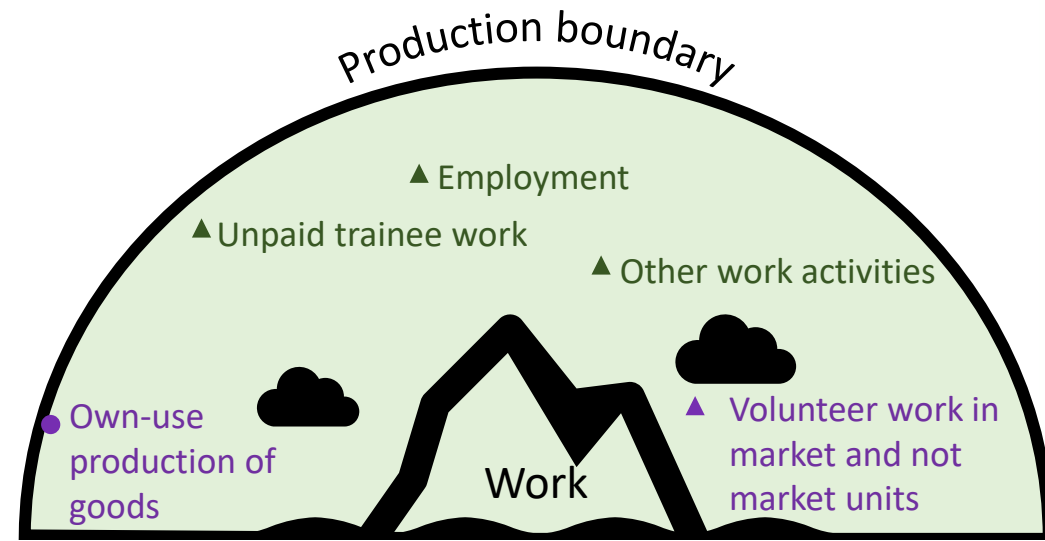 Production boundary
Employment
Unpaid trainee work
Other work activities
Own-use
production of
goods
Volunteer work in
market and not
market units
Work